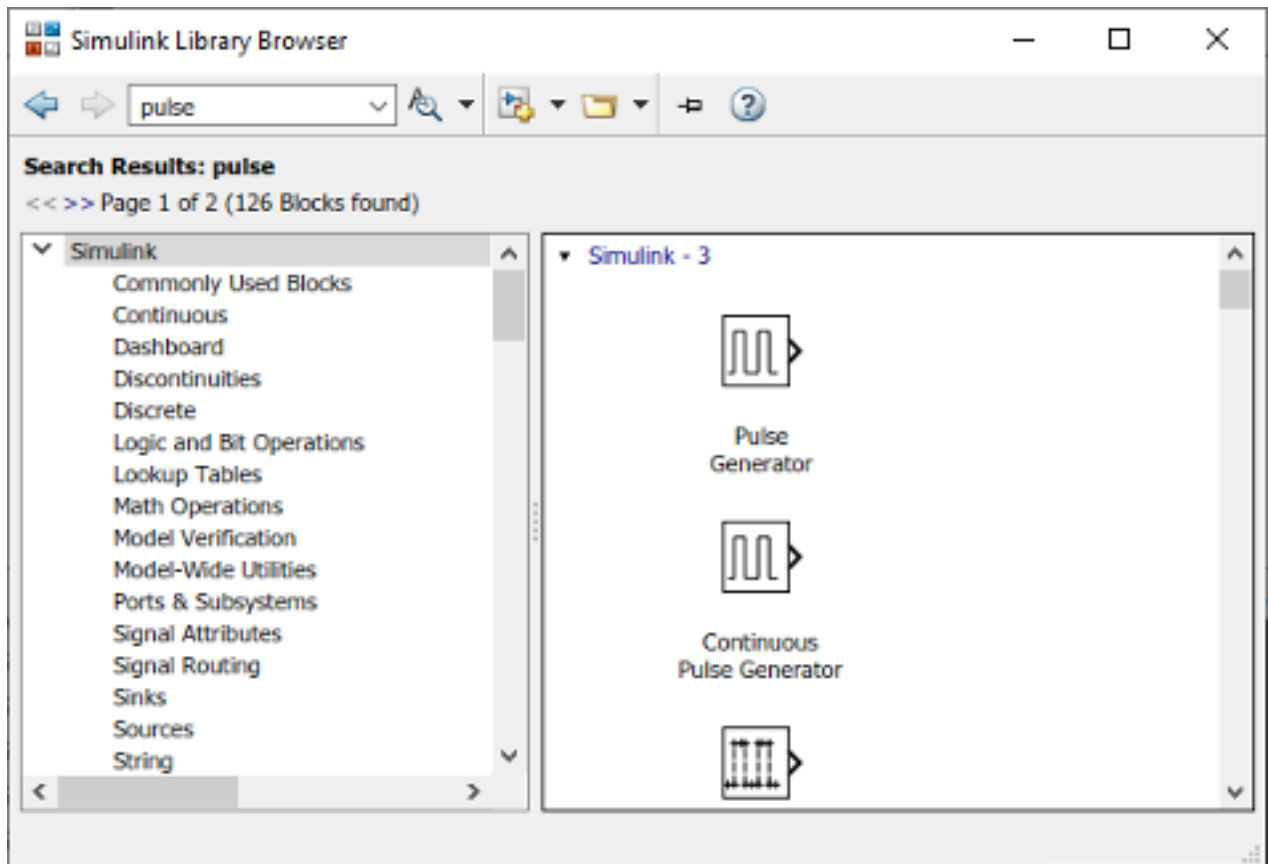 Simulink Library Browser
pulse
Search Results: pulse
<< >> Page 1 of 2 (126 Blocks found)
Simulink
Commonly Used Blocks
Continuous
Dashboard
Discontinuities
Discrete
Logic and Bit Operations
Lookup Tables
Math Operations
Model Verification
Model-Wide Utilities
Ports & Subsystems
Signal Attributes
Signal Routing
Sinks
Sources
String
Simulink - 3
Pulse
Generator
Continuous
Pulse Generator